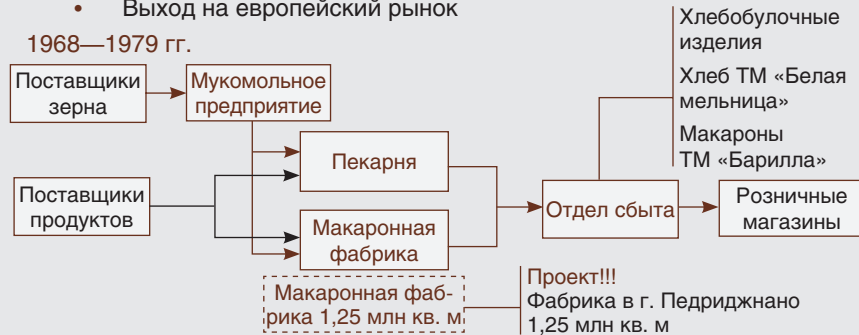 • Выход на европейский рынок
1968—1979 гг.
Поставщики
зерна
Мукомольное
предприятие
Поставщики
продуктов
Пекарня
Макаронная
фабрика
Отдел сбыта
Хлебобулочные
изделия
Хлеб ТМ «Белая
мельница»
Макароны
ТМ «Барилла»
Розничные
магазины
Макаронная фаб-
рика 1,25 млн кв. м
Проект!!!
Фабрика в г. Педриджнано
1,25 млн кв. м